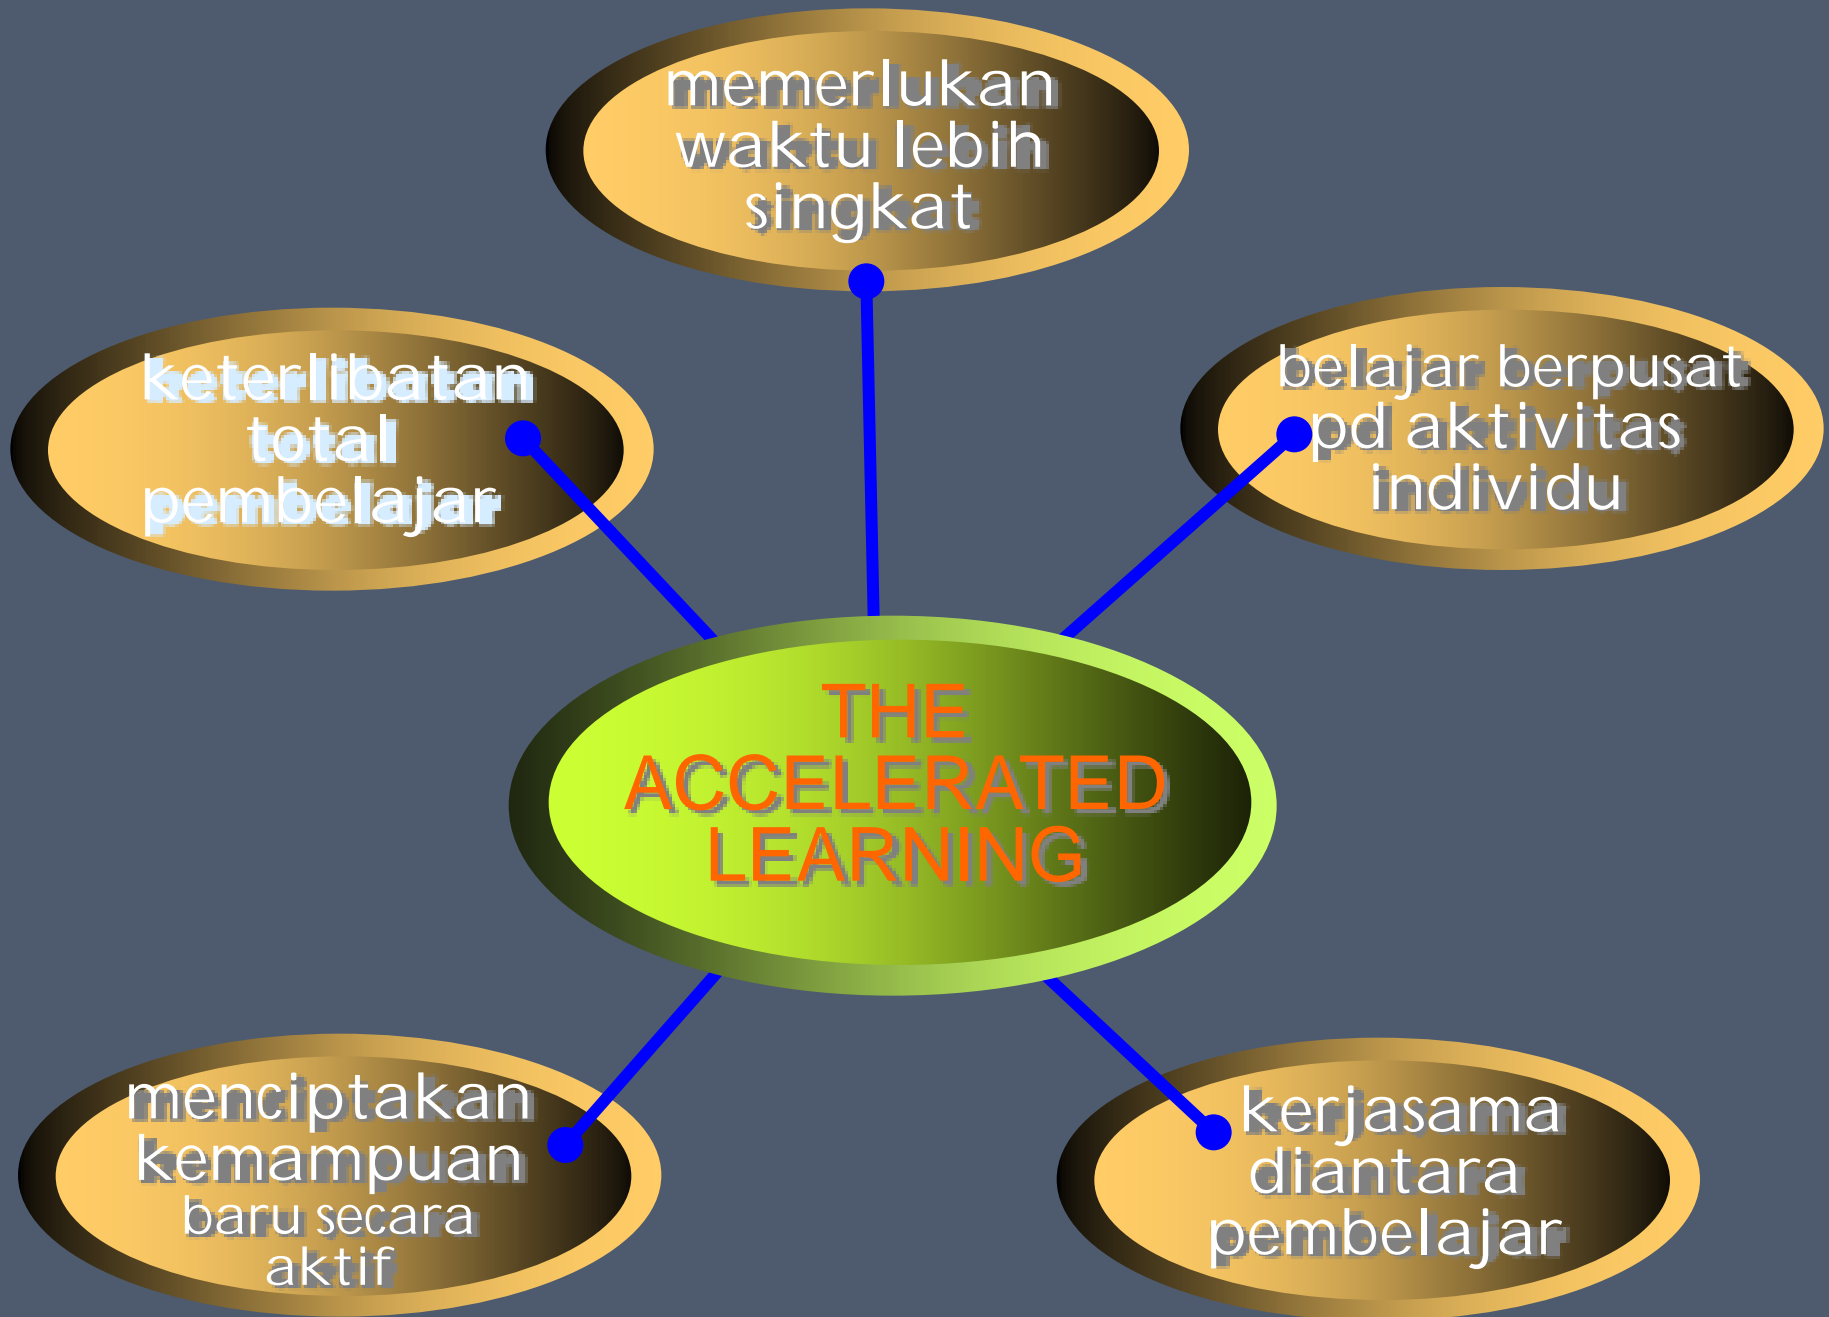 memerlukan
waktu lebih
singkat
keterlibatan
total
pembelajar
belajar berpusat
pd aktivitas
individu
THE
ACCELERATED
LEARNING
menciptakan
kemampuan
baru secara
aktif
kerjasama
diantara
pembelajar